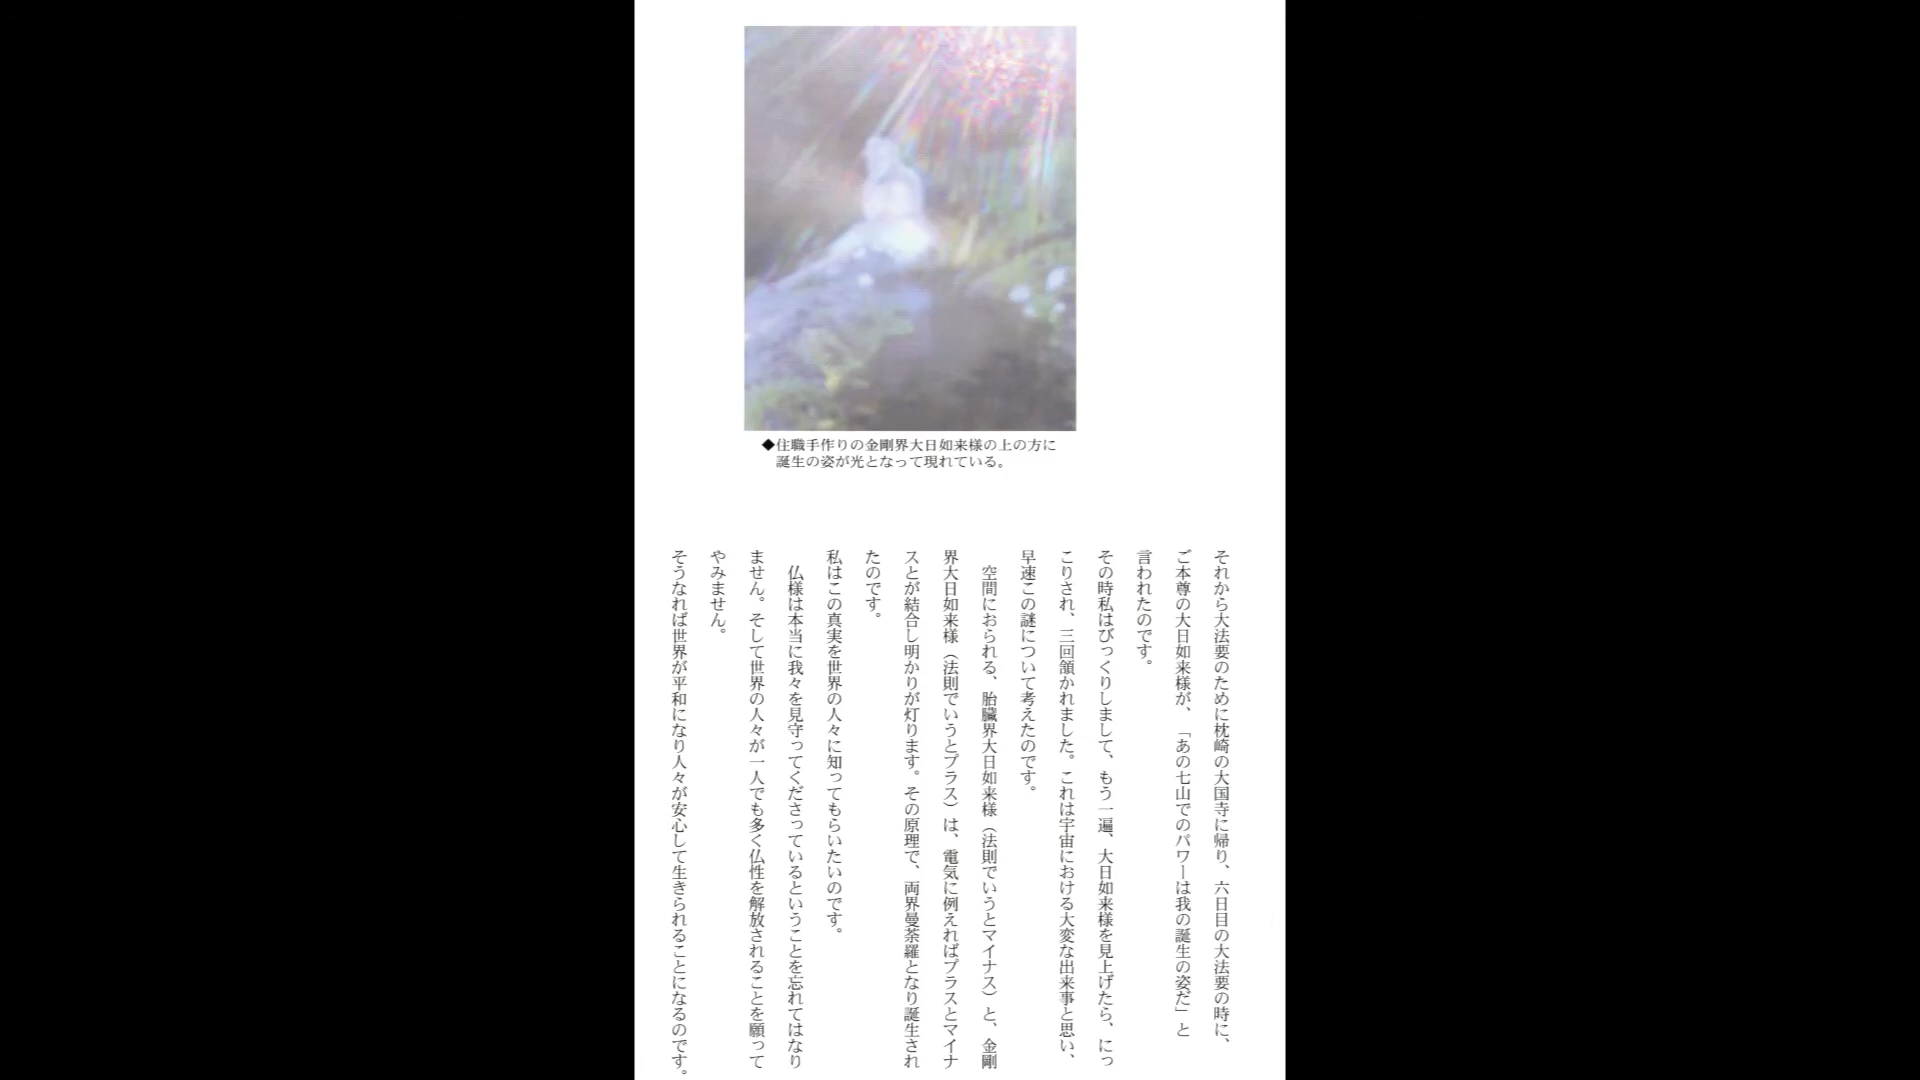 ◆住職手作りの金剛界大日如来様の上の方に
誕生の姿が光となって現れている。
それから大法要のために枕崎の大国寺に帰り、六日目の大法要の時に、
ご本尊の大日如来様が、「あの七山でのパワーは我の誕生の姿だ」と
言われたのです。
その時私はびっくりしまして、もう一遍、大日如来様を見上げたら、にっ
こりされ、三回頷かれました。これは宇宙における大変な出来事と思い、
早速この謎について考えたのです。
空間におられる、胎臓界大日如来様（法則でいうとマイナス）と、金剛
界大日如来様（法則でいうとプラス）は、電気に例えればプラスとマイナ
スとが結合し明かりが灯ります。その原理で、両界曼荼羅となり誕生され
たのです。
私はこの真実を世界の人々に知ってもらいたいのです。
仏様は本当に我々を見守ってくださっているということを忘れてはなり
ません。そして世界の人々が一人でも多く仏性を解放されることを願って
やみません。
そうなれば世界が平和になり人々が安心して生きられることになるのです。